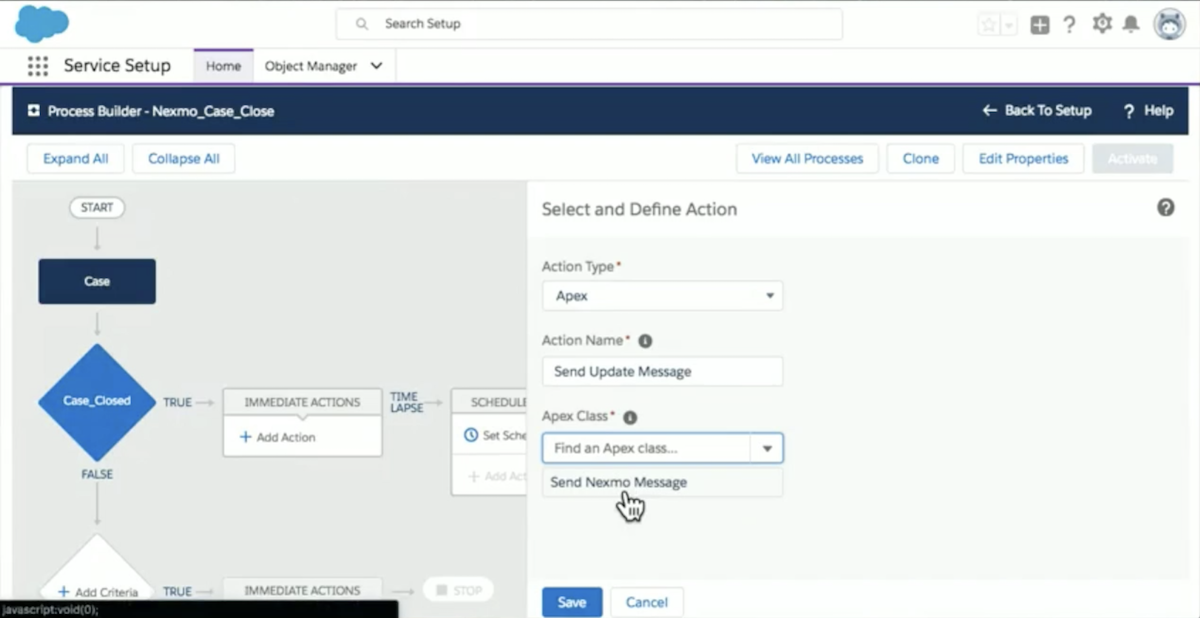 Search Setup
Service Setup
Home
Object Manager
Process Builder - Nexmo_Case_Close
Back To Setup
? Help
Expand All
Collapse All
View All Processes
Clone
Edit Properties
Activate
START
Case
Case_Closed
TRUE
IMMEDIATE ACTIONS
+ Add Action
TIME
LAPSE
SCHEDULE
Set Sche
+ Add Act
FALSE
+ Add Criteria
TRUE
IMMEDIATE ACTIONS
STOP
Select and Define Action
Action Type*
Apex
Action Name*
Send Update Message
Apex Class*
Find an Apex class...
Send Nexmo Message
Save
Cancel
javascript:void(0);